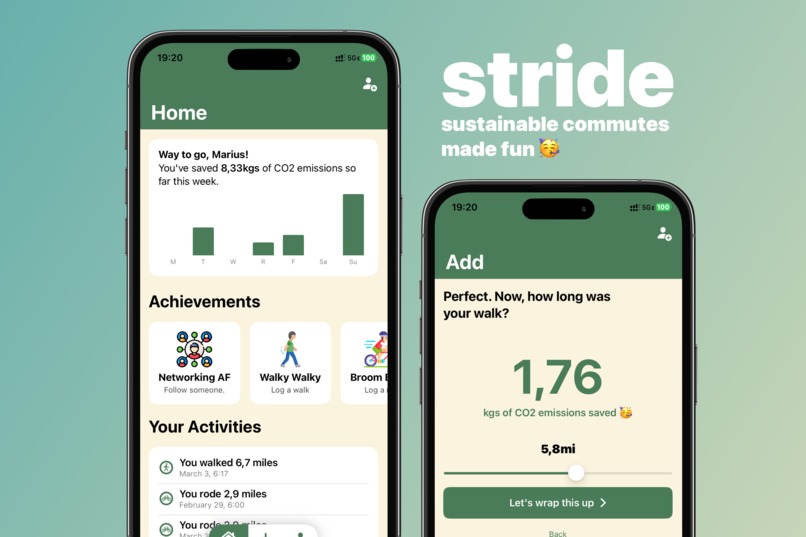 19:20
5G 100
Home
Way to go, Marius!
You've saved 8,33kgs of CO2 emissions so
far this week.
M T W R F Sa Su
Achievements
Networking AF
Follow someone.
Walky Walky
Log a walk
Broom
Log a
Your Activities
You walked 6,7 miles
March 3, 6:17
You rode 2,9 miles
February 29, 6:00
You rode 2,9 miles
March
stride
sustainable commutes
made fun 🥳
19:20
5G 100
Add
Perfect. Now, how long was
your walk?
1,76
kgs of CO2 emissions saved 🥳
5,8mi
Let's wrap this up
Back